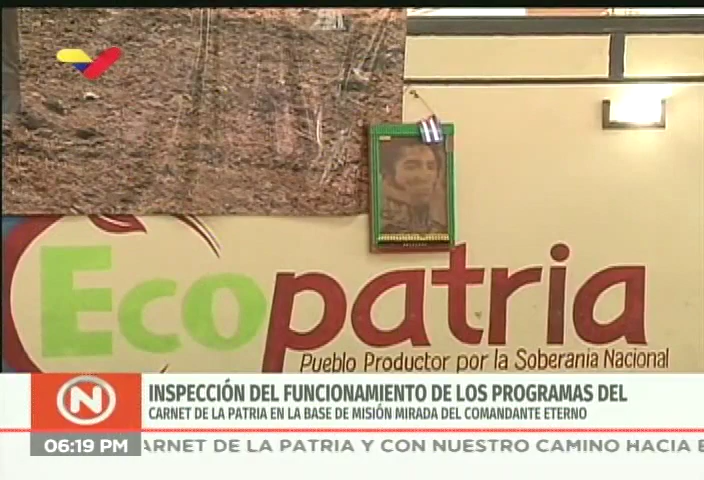 Ecopatria
Pueblo Productor por la Soberania Nacional
N
INSPECCIÓN DEL FUNCIONAMIENTO DE LOS PROGRAMAS DEL
CARNET DE LA PATRIA EN LA BASE DE MISIÓN MIRADA DEL COMANDANTE ETERNO
06:19 PM
ARNET DE LA PATRIA Y CON NUESTRO CAMINO HACIA E